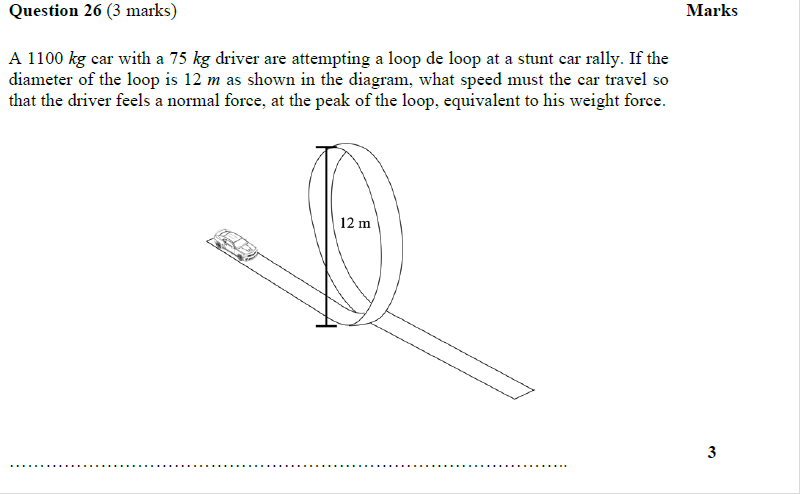 Question 26 (3 marks) Marks
A 1100 kg car with a 75 kg driver are attempting a loop de loop at a stunt car rally. If the
diameter of the loop is 12 m as shown in the diagram, what speed must the car travel so
that the driver feels a normal force, at the peak of the loop, equivalent to his weight force.
12 m
3
………………………………………………………………………………..